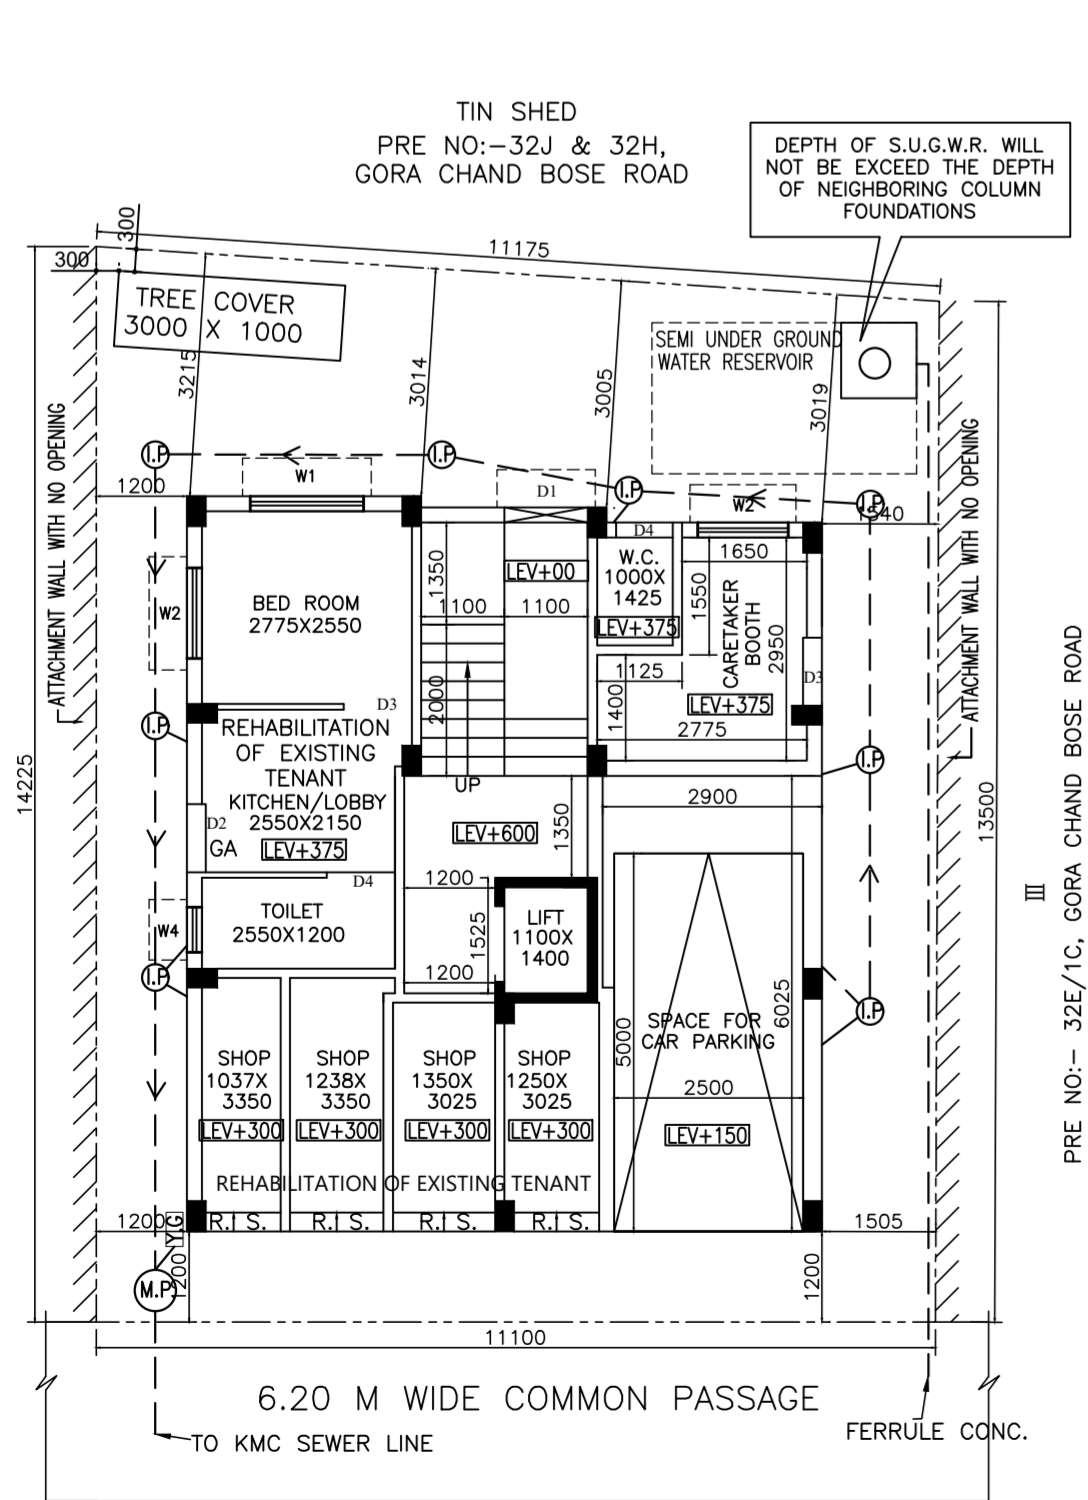 TIN SHED
PRE NO:-32J & 32H,
GORA CHAND BOSE ROAD
DEPTH OF S.U.G.W.R. WILL
NOT BE EXCEED THE DEPTH
OF NEIGHBORING COLUMN
FOUNDATIONS
300
11175
300
TREE COVER
3000 X 1000
SEMI UNDER GROUND
WATER RESERVOIR
3215
3014
3005
3019
ATTACHMENT WALL WITH NO OPENING
ATTACHMENT WALL WITH NO OPENING
I.P
I.P
I.P
I.P
W1
D1
W2
1200
1540
D4
W.C.
1000X
1425
LEV+375
1650
1550
CARETAKER
BOOTH
2950
LEV+375
D3
LEV+00
1350
1100
1100
2000
UP
W2
BED ROOM
2775X2550
D3
1125
1400
2775
I.P
REHABILITATION
OF EXISTING
TENANT
KITCHEN/LOBBY
2550X2150
D2
GA
LEV+375
I.P
14225
13500
2900
LEV+600
1350
D4
W4
TOILET
2550X1200
1200
1525
1200
LIFT
1100X
1400
I.P
I.P
6025
5000
SPACE FOR
CAR PARKING
2500
LEV+150
SHOP
1037X
3350
LEV+300
SHOP
1238X
3350
LEV+300
SHOP
1350X
3025
LEV+300
SHOP
1250X
3025
LEV+300
REHABILITATION OF EXISTING TENANT
R. S.
R. S.
R. S.
R. S.
1200
Y.G
1505
M.P
1200
1200
11100
III
PRE NO:- 32E/1C, GORA CHAND BOSE ROAD
6.20 M WIDE COMMON PASSAGE
TO KMC SEWER LINE
FERRULE CONC.